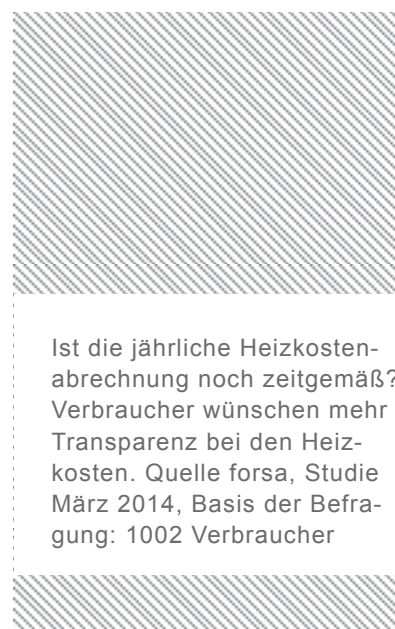 Ist die jährliche Heizkosten-
abrechnung noch zeitgemäß?
Verbraucher wünschen mehr
Transparenz bei den Heiz-
kosten. Quelle forsa, Studie
März 2014, Basis der Befra-
gung: 1002 Verbraucher